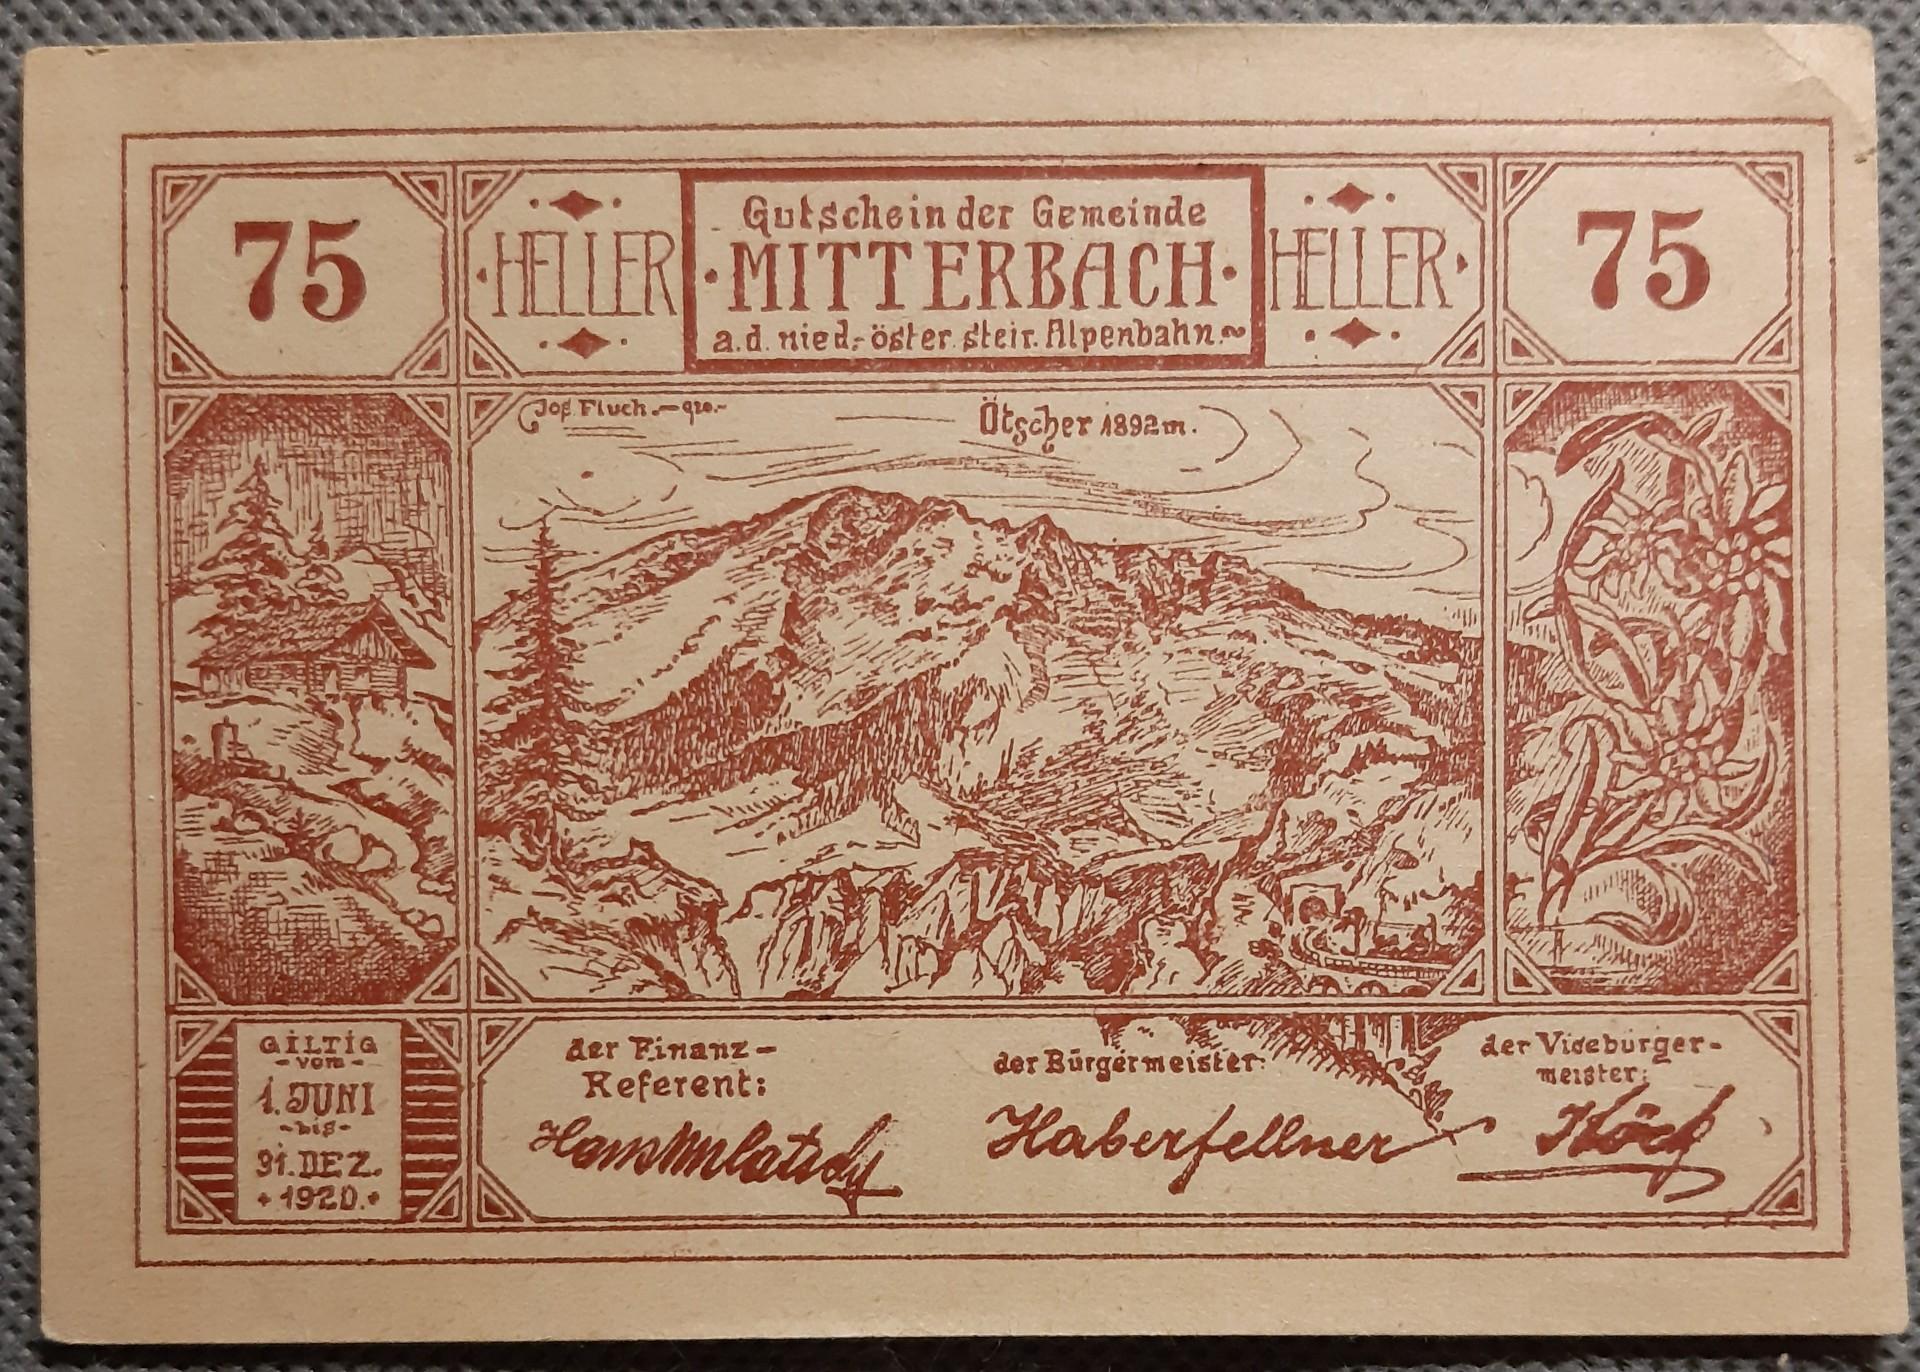 75
HELLER
Gutschein der Gemeinde
MITTERBACH
a.d. nied.-öster. steir. Alpenbahn.
HELLER
75
Jos. Fluch.-920.-
Ötscher 1892m.
GILTIG
-vom-
1. JUNI
-bis-
31. DEZ.
1920.
der Finanz-
Referent:
der Bürgermeister:
Haberfellner
der Vicebürger-
meister: